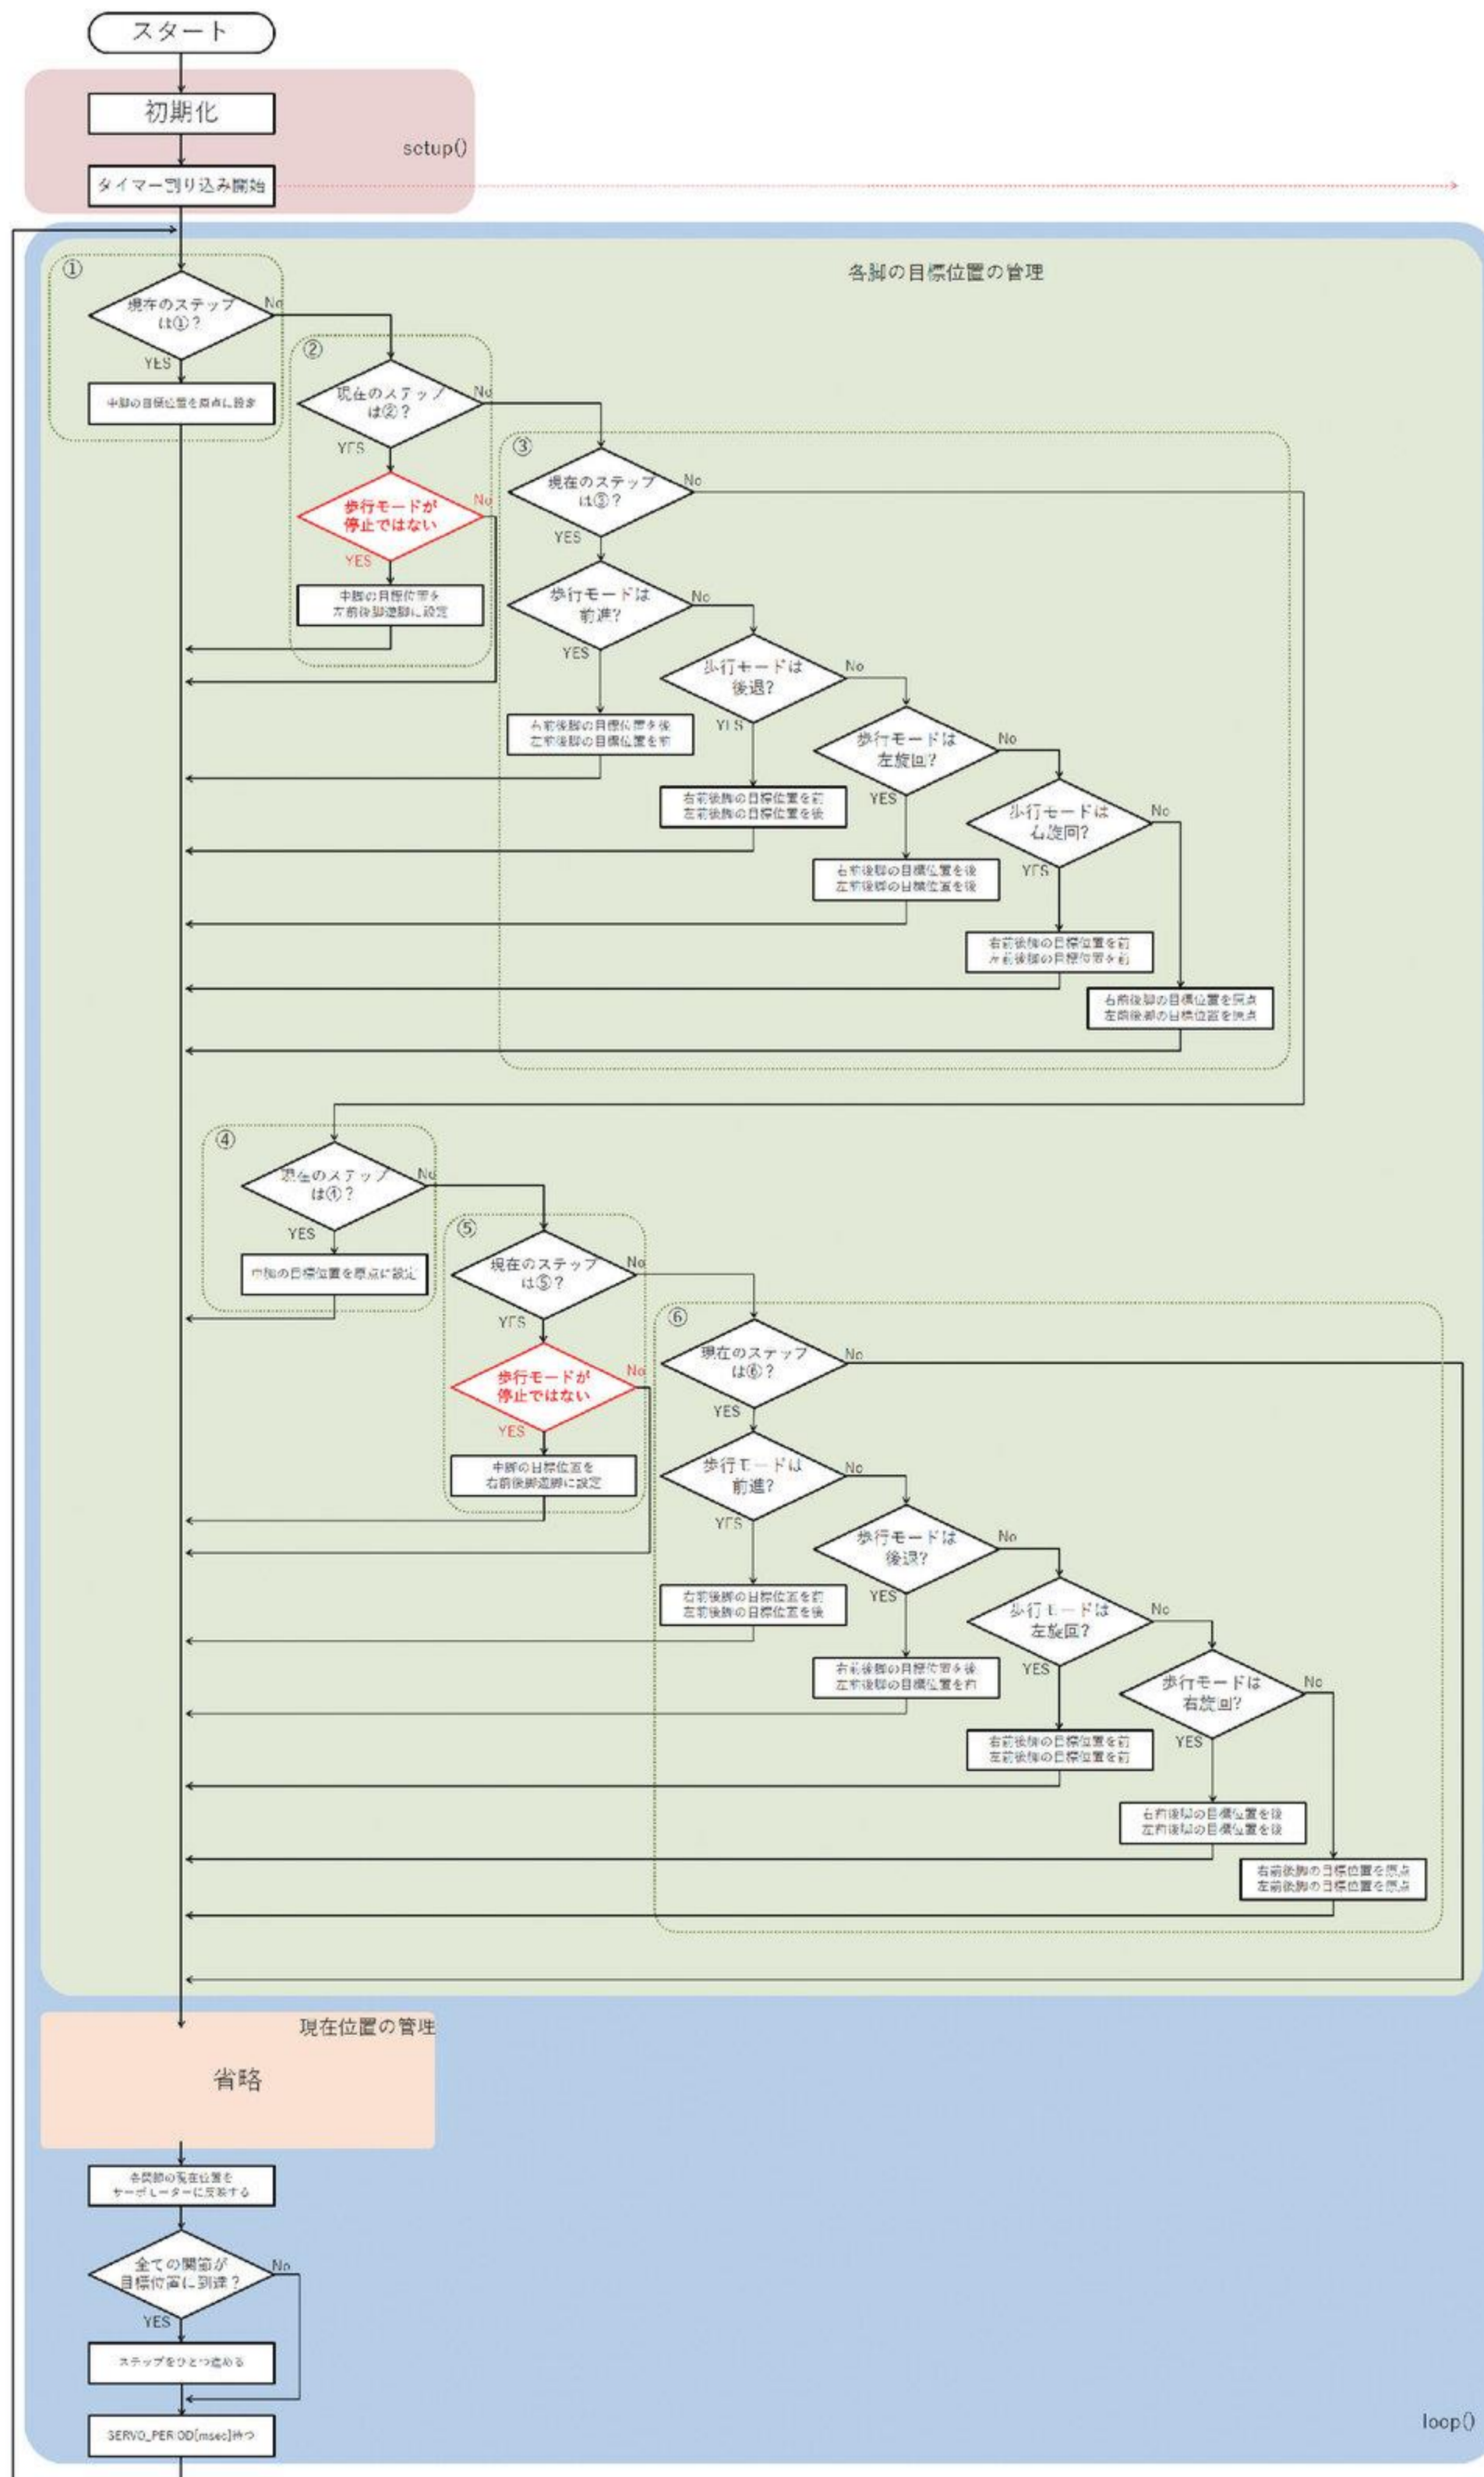 スタート
初期化
setup()
タイマー割り込み開始
各脚の目標位置の管理
①
現在のステップ
は①？
No
YES
中脚の目標位置を原点に設定
②
現在のステップ
は②？
No
YES
歩行モードが
停止ではない
No
YES
中脚の目標位置を
左前後脚遊脚に設定
③
現在のステップ
は③？
No
YES
歩行モードは
前進？
No
YES
右前後脚の目標位置を後
左前後脚の目標位置を前
歩行モードは
後退？
No
YES
右前後脚の目標位置を前
左前後脚の目標位置を後
歩行モードは
左旋回？
No
YES
右前後脚の目標位置を後
左前後脚の目標位置を後
歩行モードは
右旋回？
No
YES
右前後脚の目標位置を前
左前後脚の目標位置を前
右前後脚の目標位置を原点
左前後脚の目標位置を原点
④
現在のステップ
は④？
No
YES
中脚の目標位置を原点に設定
⑤
現在のステップ
は⑤？
No
YES
歩行モードが
停止ではない
No
YES
中脚の目標位置を
右前後脚遊脚に設定
⑥
現在のステップ
は⑥？
No
YES
歩行モードは
前進？
No
YES
右前後脚の目標位置を前
左前後脚の目標位置を後
歩行モードは
後退？
No
YES
右前後脚の目標位置を後
左前後脚の目標位置を前
歩行モードは
左旋回？
No
YES
右前後脚の目標位置を前
左前後脚の目標位置を前
歩行モードは
右旋回？
No
YES
右前後脚の目標位置を後
左前後脚の目標位置を後
右前後脚の目標位置を原点
左前後脚の目標位置を原点
現在位置の管理
省略
各関節の現在位置を
サーボモーターに反映する
全ての関節が
目標位置に到達？
No
YES
ステップをひとつ進める
SERVO_PERIOD[msec]待つ
loop()